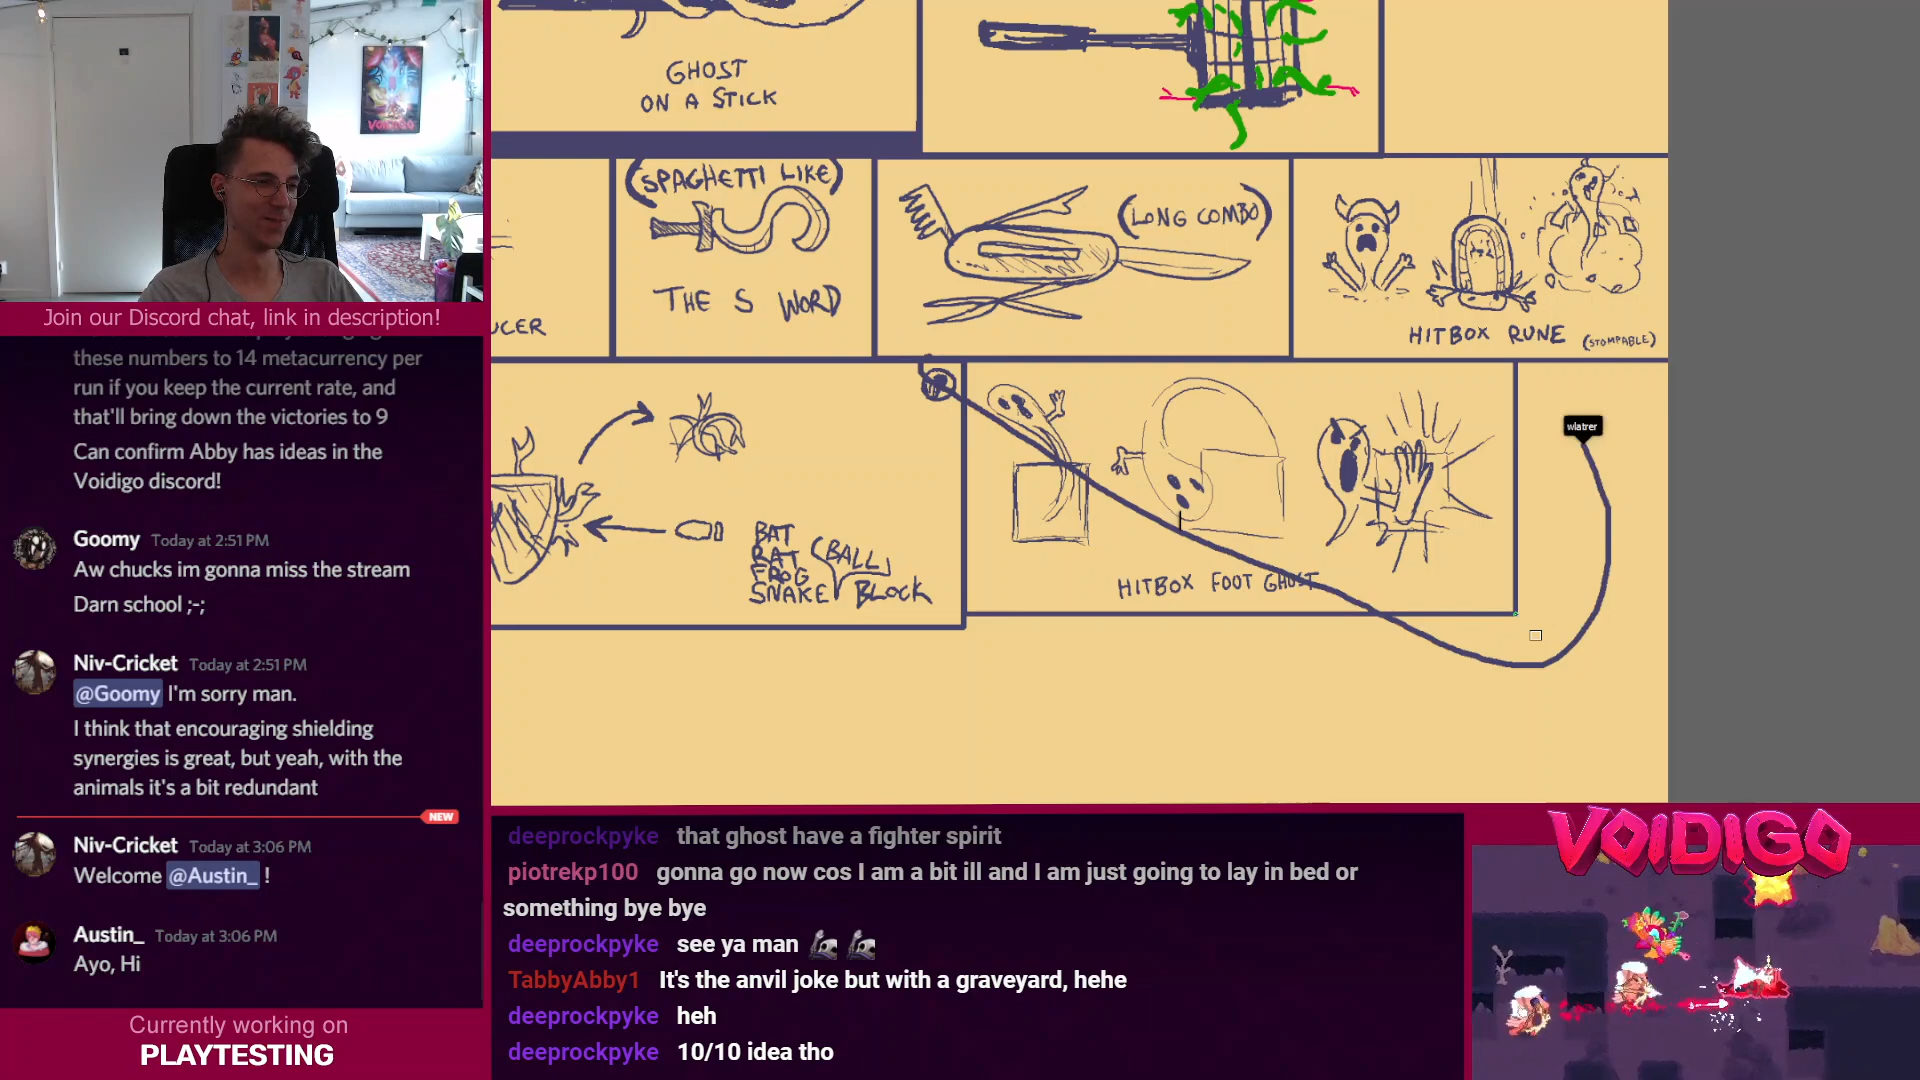 VOIDIGO
Join our Discord chat, link in description!
these numbers to 14 metacurrency per
run if you keep the current rate, and
that'll bring down the victories to 9
Can confirm Abby has ideas in the
Voidigo discord!
Goomy Today at 2:51 PM
Aw chucks im gonna miss the stream
Darn school ;-;
Niv-Cricket Today at 2:51 PM
@Goomy I'm sorry man.
I think that encouraging shielding
synergies is great, but yeah, with the
animals it's a bit redundant
NEW
Niv-Cricket Today at 3:06 PM
Welcome @Austin_ !
Austin_ Today at 3:06 PM
Ayo, Hi
Currently working on
PLAYTESTING
GHOST
ON A STICK
(SPAGHETTI LIKE)
THE S WORD
(LONG COMBO)
HITBOX RUNE (STOMPABLE)
UCER
BAT
RAT
FROG
SNAKE
(BALL
BLOCK
HITBOX FOOT GHOST
wlatrer
deeprockpyke that ghost have a fighter spirit
piotrekp100 gonna go now cos I am a bit ill and I am just going to lay in bed or
something bye bye
deeprockpyke see ya man
TabbyAbby1 It's the anvil joke but with a graveyard, hehe
deeprockpyke heh
deeprockpyke 10/10 idea tho
VOIDIGO